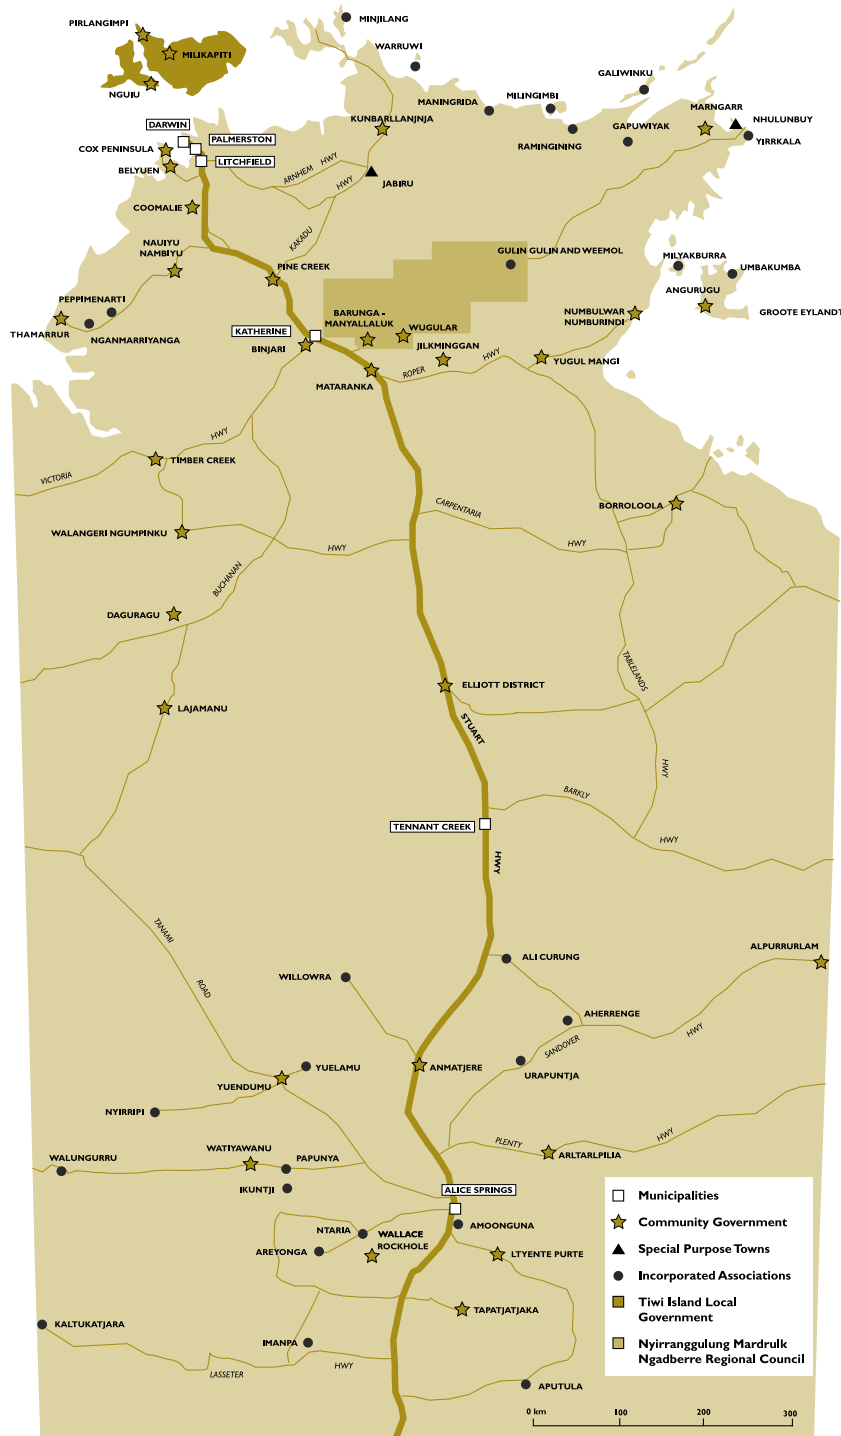 PIRLANGIMPI
MINJILANG
MILIKAPITI
WARRUWI
GALIWINKU
NGUIU
MANINGRIDA
MILINGIMBI
MARNGARR
NHULUNBUY
DARWIN
KUNBARLLANJNJA
PALMERSTON
GAPUWIYAK
YIRRKALA
COX PENINSULA
RAMINGINING
LITCHFIELD
BELYUEN
ARNHEM
HWY
JABIRU
HWY
COOMALIE
KAKADU
NAUIYU
NAMBIYU
GULIN GULIN AND WEEMOL
MILYAKBURRA
UMBAKUMBA
PINE CREEK
ANGURUGU
PEPPIMENARTI
BARUNGA -
MANYALLALUK
NUMBULWAR
NUMBURINDI
GROOTE EYLANDT
THAMARRUR
NGANMARRIYANGA
KATHERINE
WUGULAR
BINJARI
JILKMINGGAN
HWY
YUGUL MANGI
ROPER
MATARANKA
HWY
TIMBER CREEK
VICTORIA
CARPENTARIA
BORROLOOLA
WALANGERI NGUMPINKU
HWY
HWY
BUCHANAN
DAGURAGU
TABLELANDS
ELLIOTT DISTRICT
LAJAMANU
STUART
HWY
BARKLY
TENNANT CREEK
HWY
HWY
TANAMI
ALPURRURLAM
ALI CURUNG
WILLOWRA
ROAD
AHERRENGE
HWY
SANDOVER
YUELAMU
ANMATJERE
URAPUNTJA
YUENDUMU
NYIRRIPI
HWY
PLENTY
WATIYAWANU
WALUNGURRU
PAPUNYA
ARLTARLPILIA
IKUNTJI
ALICE SPRINGS
Municipalities
NTARIA
WALLACE
ROCKHOLE
AMOONGUNA
Community Government
AREYONGA
LTYENTE PURTE
Special Purpose Towns
Incorporated Associations
TAPATJATJAKA
Tiwi Island Local
Government
KALTUKATJARA
IMANPA
Nyirranggulung Mardrulk
Ngadberre Regional Council
LASSETER
HWY
APUTULA
0 km
100
200
300